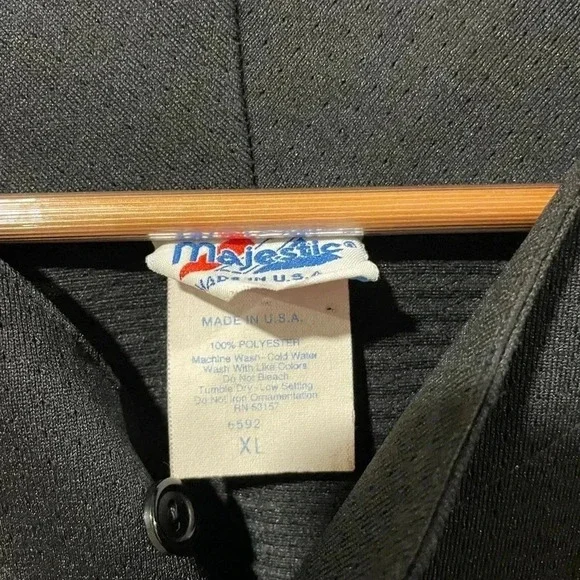 majestic®
MADE IN U.S.A.
MADE IN U.S.A.
100% POLYESTER
Machine Wash-Cold Water
Wash With Like Colors
Do Not Bleach
Tumble Dry-Low Setting
Do Not Iron Ornamentation
RN 53157
6592
XL